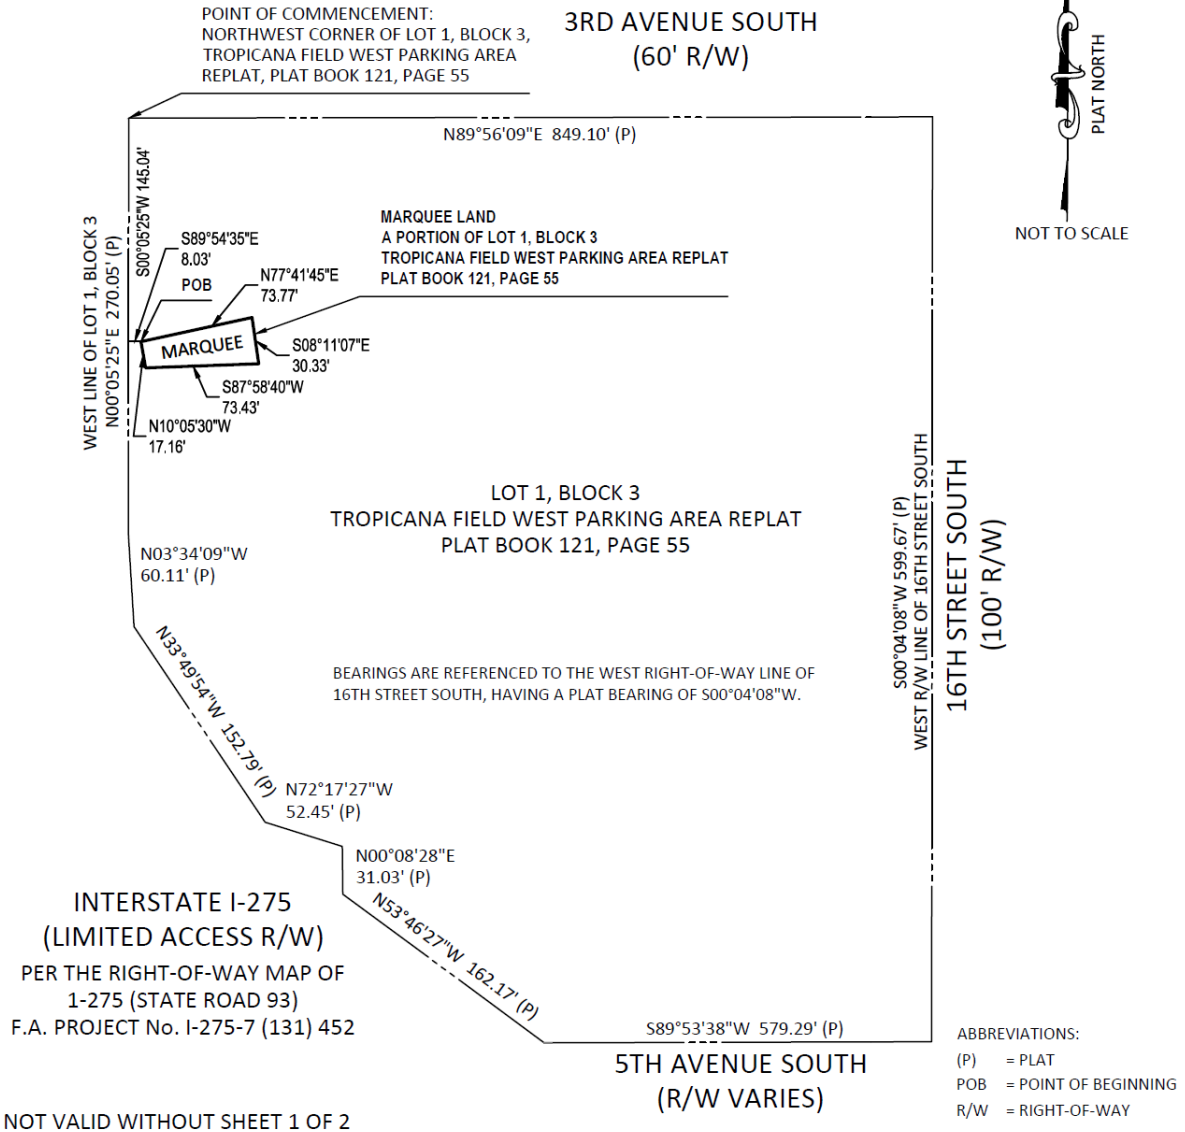 POINT OF COMMENCEMENT:
NORTHWEST CORNER OF LOT 1, BLOCK 3,
TROPICANA FIELD WEST PARKING AREA
REPLAT, PLAT BOOK 121, PAGE 55
3RD AVENUE SOUTH
(60' R/W)
PLAT NORTH
NOT TO SCALE
N89°56'09"E 849.10' (P)
S00°05'25"W 145.04'
WEST LINE OF LOT 1, BLOCK 3
N00°05'25"E 270.05' (P)
S89°54'35"E
8.03'
POB
N77°41'45"E
73.77'
MARQUEE LAND
A PORTION OF LOT 1, BLOCK 3
TROPICANA FIELD WEST PARKING AREA REPLAT
PLAT BOOK 121, PAGE 55
MARQUEE
S08°11'07"E
30.33'
S87°58'40"W
73.43'
N10°05'30"W
17.16'
LOT 1, BLOCK 3
TROPICANA FIELD WEST PARKING AREA REPLAT
PLAT BOOK 121, PAGE 55
S00°04'08"W 599.67' (P)
WEST R/W LINE OF 16TH STREET SOUTH
16TH STREET SOUTH
(100' R/W)
N03°34'09"W
60.11' (P)
N33°49'54"W 152.79' (P)
BEARINGS ARE REFERENCED TO THE WEST RIGHT-OF-WAY LINE OF
16TH STREET SOUTH, HAVING A PLAT BEARING OF S00°04'08"W.
N72°17'27"W
52.45' (P)
N00°08'28"E
31.03' (P)
N53°46'27"W 162.17' (P)
INTERSTATE I-275
(LIMITED ACCESS R/W)
PER THE RIGHT-OF-WAY MAP OF
1-275 (STATE ROAD 93)
F.A. PROJECT No. I-275-7 (131) 452
S89°53'38"W 579.29' (P)
5TH AVENUE SOUTH
(R/W VARIES)
ABBREVIATIONS:
(P) = PLAT
POB = POINT OF BEGINNING
R/W = RIGHT-OF-WAY
NOT VALID WITHOUT SHEET 1 OF 2